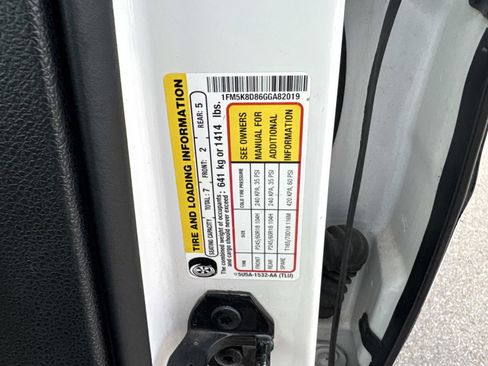 1FM5K8D86GGA82019
TIRE AND LOADING INFORMATION
SEATING CAPACITY TOTAL: 7 FRONT: 2 REAR: 5
The combined weight of occupants
and cargo should never exceed : 641 kg or 1414 lbs.
TIRE SIZE COLD TIRE PRESSURE
FRONT P245/60R18 104H 240 KPA, 35 PSI
REAR P245/60R18 104H 240 KPA, 35 PSI
SPARE T165/70D18 116M 420 KPA, 60 PSI
SEE OWNERS
MANUAL FOR
ADDITIONAL
INFORMATION
5U5A-1532-AA (TLU)